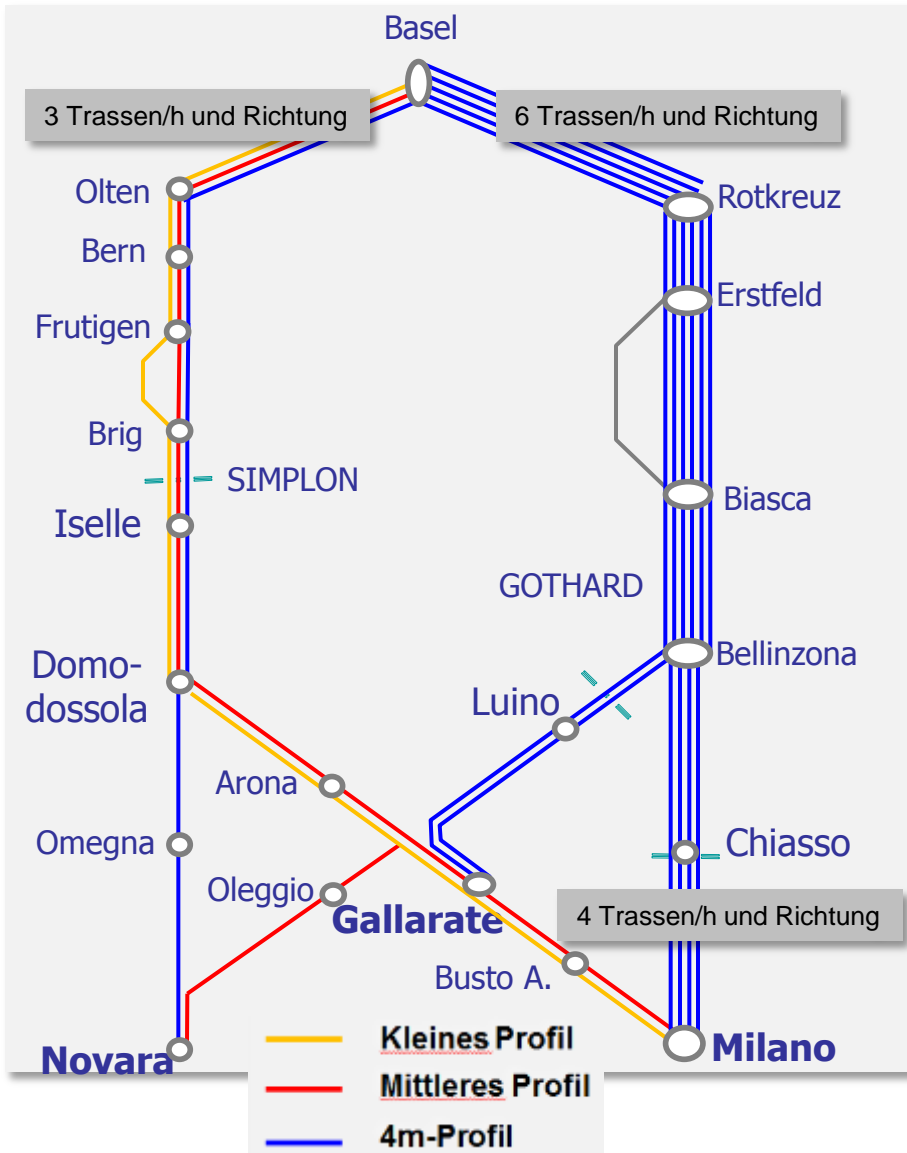 Basel
3 Trassen/h und Richtung
6 Trassen/h und Richtung
Olten
Rotkreuz
Bern
Erstfeld
Frutigen
Brig
SIMPLON
Biasca
Iselle
GOTHARD
Domo-
dossola
Bellinzona
Luino
Arona
Omegna
Chiasso
Oleggio
Gallarate
4 Trassen/h und Richtung
Busto A.
Novara
Milano
Kleines Profil
Mittleres Profil
4m-Profil